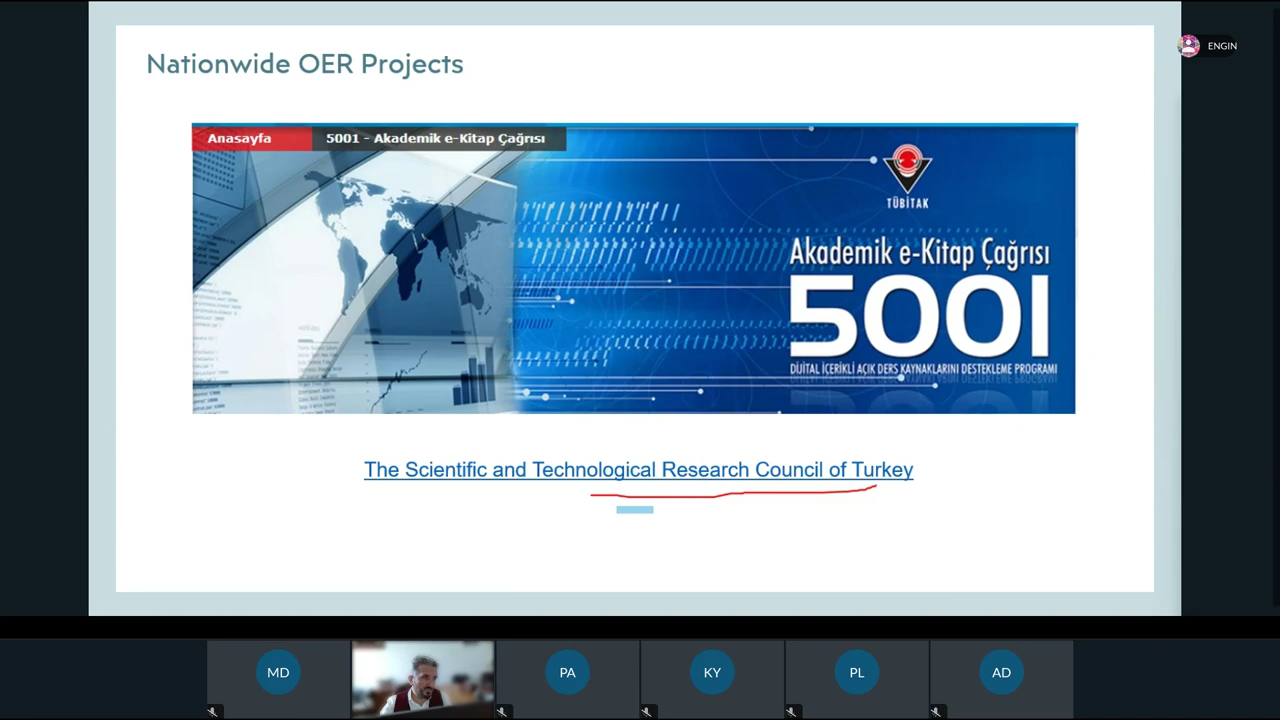 Nationwide OER Projects
ENGIN
Anasayfa
5001 - Akademik e-Kitap Çağrısı
TÜBİTAK
Akademik e-Kitap Çağrısı
5001
DİJİTAL İÇERİKLİ AÇIK DERS KAYNAKLARINI DESTEKLEME PROGRAMI
The Scientific and Technological Research Council of Turkey
MD
PA
KY
PL
AD